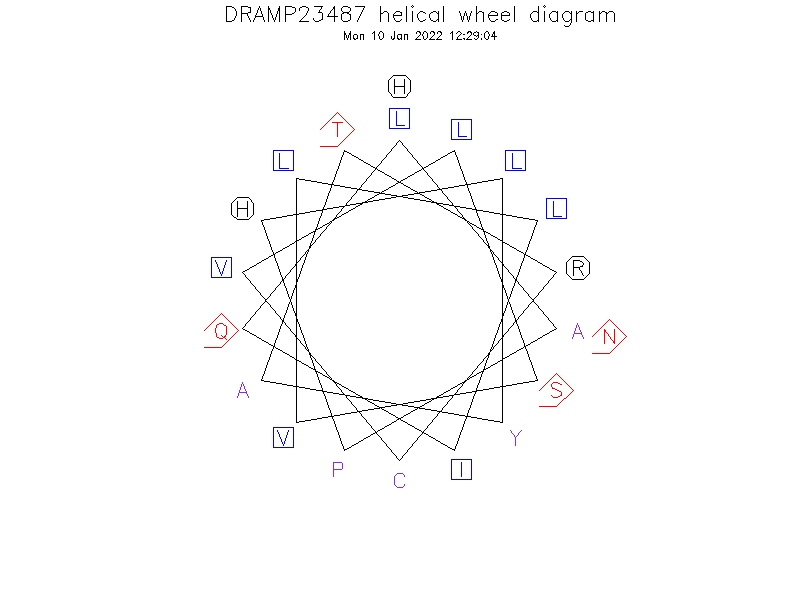 DRAMP23487 helical wheel diagram
Mon 10 Jan 2022 12:29:04
H
T L L
L L
H L
V R
Q A N
A S
V Y
P C I